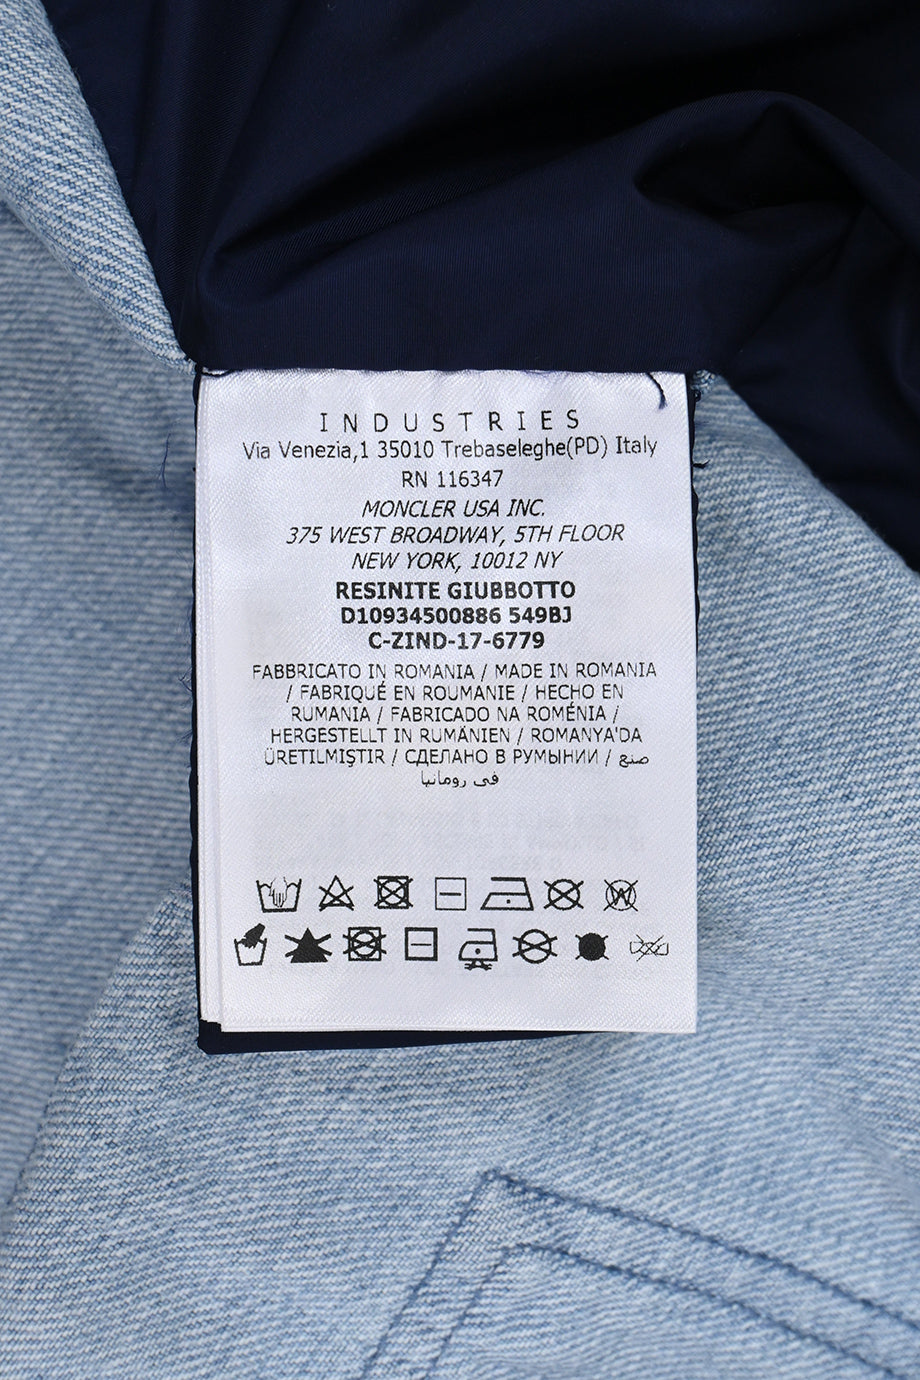 INDUSTRIES
Via Venezia,1 35010 Trebaseleghe(PD) Italy
RN 116347
MONCLER USA INC.
375 WEST BROADWAY, 5TH FLOOR
NEW YORK, 10012 NY
RESINITE GIUBBOTTO
D10934500886 549BJ
C-ZIND-17-6779
FABBRICATO IN ROMANIA / MADE IN ROMANIA
/ FABRIQUÉ EN ROUMANIE / HECHO EN
RUMANIA / FABRICADO NA ROMÉNIA /
HERGESTELLT IN RUMÄNIEN / ROMANYA'DA
ÜRETILMIŞTIR / СДЕЛАНО В РУМЫНИИ / صنع
في رومانيا
W